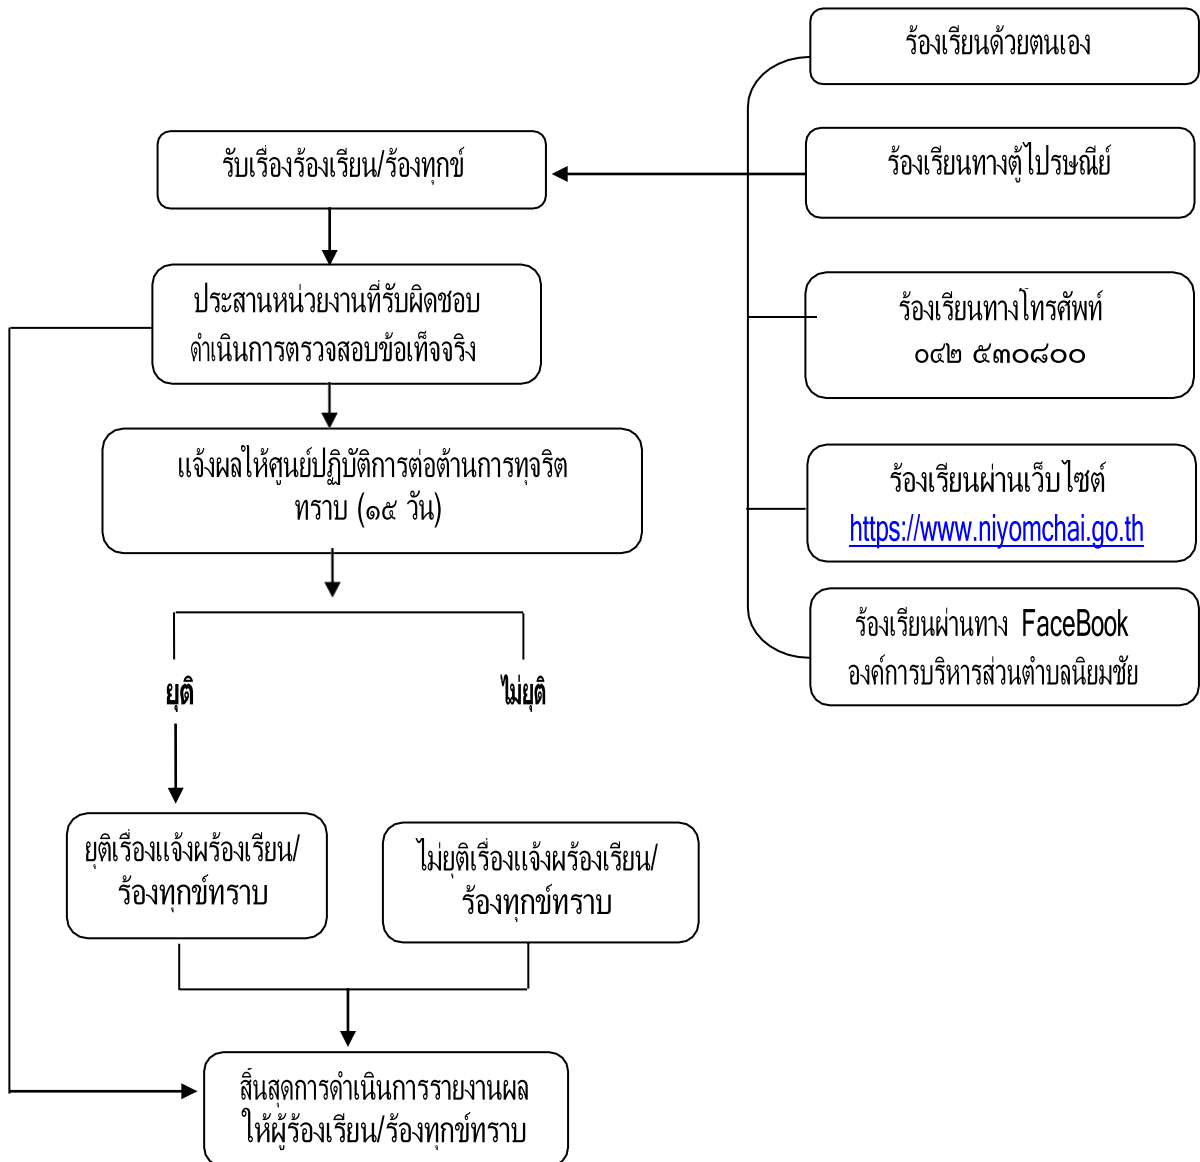 ร้องเรียนด้วยตนเอง
รับเรื่องร้องเรียน/ร้องทุกข์
ร้องเรียนทางตู้ไปรษณีย์
ประสานหน่วยงานที่รับผิดชอบ
ดำเนินการตรวจสอบข้อเท็จจริง
ร้องเรียนทางโทรศัพท์
๐๔๒ ๕๓๐๘๐๐
แจ้งผลให้ศูนย์ปฏิบัติการต่อต้านการทุจริต
ทราบ (๑๕ วัน)
ร้องเรียนผ่านเว็บไซต์
https://www.niyomchai.go.th
ร้องเรียนผ่านทาง FaceBook
องค์การบริหารส่วนตำบลนิยมชัย
ยุติ
ไม่ยุติ
ยุติเรื่องแจ้งผร้องเรียน/
ร้องทุกข์ทราบ
ไม่ยุติเรื่องแจ้งผร้องเรียน/
ร้องทุกข์ทราบ
สิ้นสุดการดำเนินการรายงานผล
ให้ผู้ร้องเรียน/ร้องทุกข์ทราบ